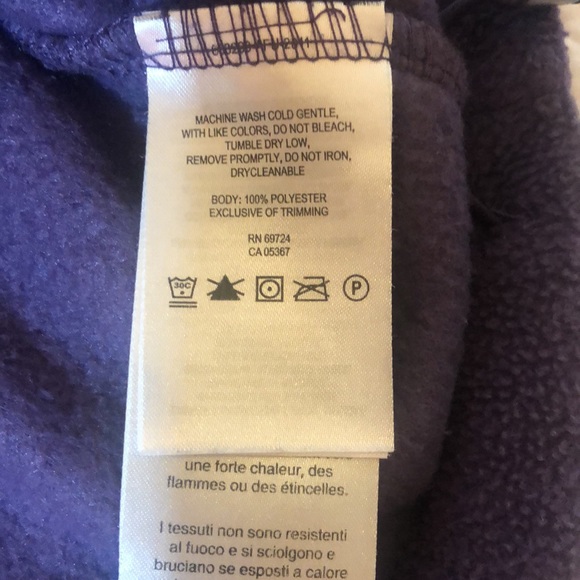 MACHINE WASH COLD GENTLE,
WITH LIKE COLORS, DO NOT BLEACH,
TUMBLE DRY LOW,
REMOVE PROMPTLY, DO NOT IRON,
DRYCLEANABLE
BODY: 100% POLYESTER
EXCLUSIVE OF TRIMMING
RN 69724
CA 05367
30C P
une forte chaleur, des
flammes ou des étincelles.
I tessuti non sono resistenti
al fuoco e si sciolgono e
bruciano se esposti a calore